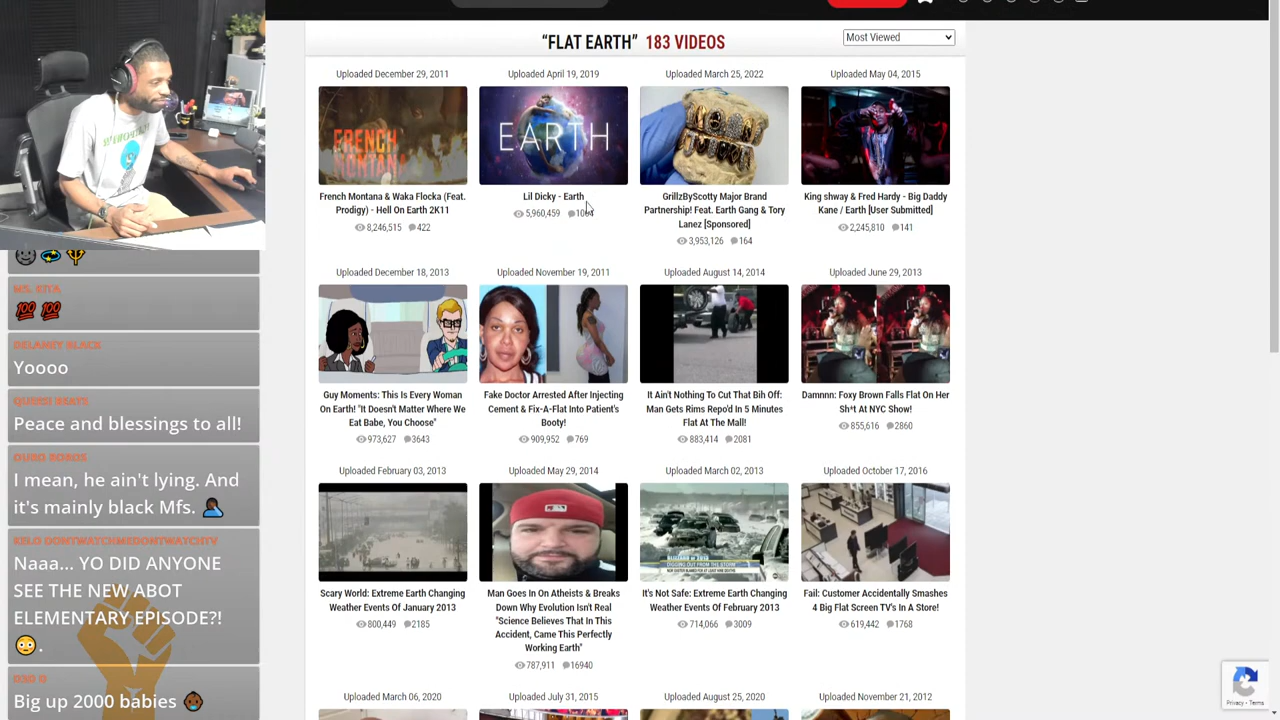 "FLAT EARTH" 183 VIDEOS
Most Viewed
Uploaded December 29, 2011
FRENCH
MONTANA
French Montana & Waka Flocka (Feat.
Prodigy) - Hell On Earth 2K11
8,246,515 422
Uploaded April 19, 2019
EARTH
Lil Dicky - Earth
5,960,459 1004
Uploaded March 25, 2022
GrillzByScotty Major Brand
Partnership! Feat. Earth Gang & Tory
Lanez [Sponsored]
3,953,126 164
Uploaded May 04, 2015
King shway & Fred Hardy - Big Daddy
Kane / Earth [User Submitted]
2,245,810 141
Uploaded December 18, 2013
Guy Moments: This Is Every Woman
On Earth! "It Doesn't Matter Where We
Eat Babe, You Choose"
973,627 3643
Uploaded November 19, 2011
Fake Doctor Arrested After Injecting
Cement & Fix-A-Flat Into Patient's
Booty!
909,952 769
Uploaded August 14, 2014
It Ain't Nothing To Cut That Bih Off:
Man Gets Rims Repo'd In 5 Minutes
Flat At The Mall!
883,414 2081
Uploaded June 29, 2013
Damnnn: Foxy Brown Falls Flat On Her
Sh*t At NYC Show!
855,616 2860
Uploaded February 03, 2013
Scary World: Extreme Earth Changing
Weather Events Of January 2013
800,449 2185
Uploaded May 29, 2014
Man Goes In On Atheists & Breaks
Down Why Evolution Isn't Real
"Science Believes That In This
Accident, Came This Perfectly
Working Earth"
787,911 16940
Uploaded March 02, 2013
It's Not Safe: Extreme Earth Changing
Weather Events Of February 2013
714,066 3009
Uploaded October 17, 2016
Fail: Customer Accidentally Smashes
4 Big Flat Screen TV's In A Store!
619,442 1768
Uploaded March 06, 2020
Uploaded July 31, 2015
Uploaded August 25, 2020
Uploaded November 21, 2012
Privacy - Terms
100 100
DELANEY BLACK
Yoooo
Peace and blessings to all!
I mean, he ain't lying. And
it's mainly black Mfs.
KELO DONTWATCHMEDONTWATCHTV
Naaa... YO DID ANYONE
SEE THE NEW ABOT
ELEMENTARY EPISODE?!
.
Big up 2000 babies